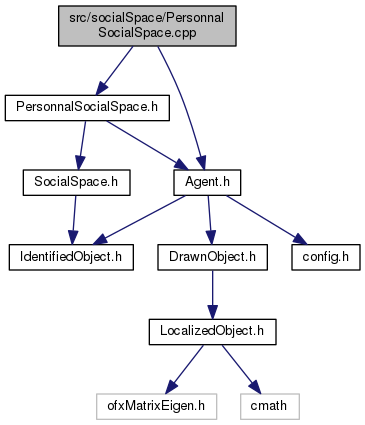 src/socialSpace/Personnal
SocialSpace.cpp
PersonnalSocialSpace.h
SocialSpace.h
Agent.h
IdentifiedObject.h
DrawnObject.h
config.h
LocalizedObject.h
ofxMatrixEigen.h
cmath